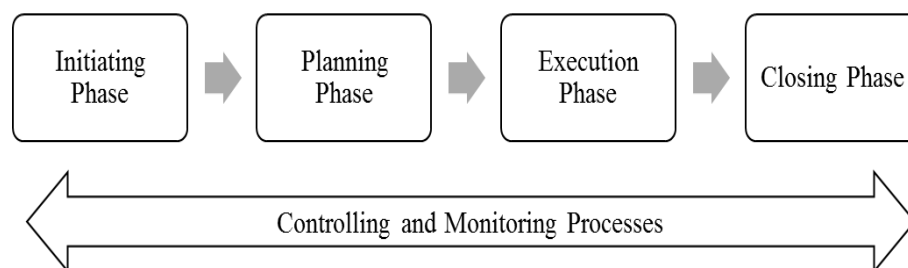 Initiating
Phase
Planning
Phase
Execution
Phase
Closing Phase
Controlling and Monitoring Processes